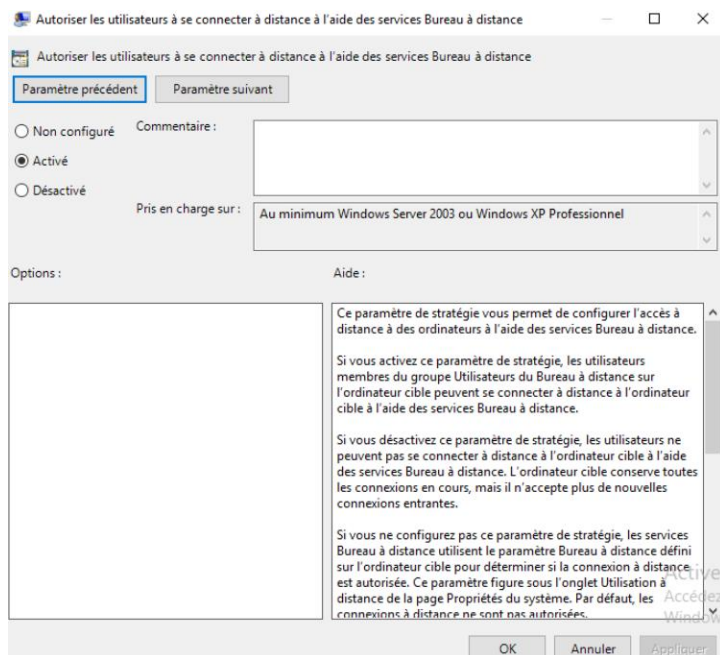 Autoriser les utilisateurs à se connecter à distance à l'aide des services Bureau à distance
Autoriser les utilisateurs à se connecter à distance à l'aide des services Bureau à distance
Paramètre précédent
Paramètre suivant
Non configuré
Activé
Désactivé
Commentaire :
Pris en charge sur :
Au minimum Windows Server 2003 ou Windows XP Professionnel
Options :
Aide :
Ce paramètre de stratégie vous permet de configurer l'accès à
distance à des ordinateurs à l'aide des services Bureau à distance.
Si vous activez ce paramètre de stratégie, les utilisateurs
membres du groupe Utilisateurs du Bureau à distance sur
l'ordinateur cible peuvent se connecter à distance à l'ordinateur
cible à l'aide des services Bureau à distance.
Si vous désactivez ce paramètre de stratégie, les utilisateurs ne
peuvent pas se connecter à distance à l'ordinateur cible à l'aide
des services Bureau à distance. L'ordinateur cible conserve toutes
les connexions en cours, mais il n'accepte plus de nouvelles
connexions entrantes.
Si vous ne configurez pas ce paramètre de stratégie, les services
Bureau à distance utilisent le paramètre Bureau à distance défini
sur l'ordinateur cible pour déterminer si la connexion à distance
est autorisée. Ce paramètre figure sous l'onglet Utilisation à
distance de la page Propriétés du système. Par défaut, les
connexions à distance ne sont pas autorisées.
Active
Accédez
Window
OK
Annuler
Appliquer